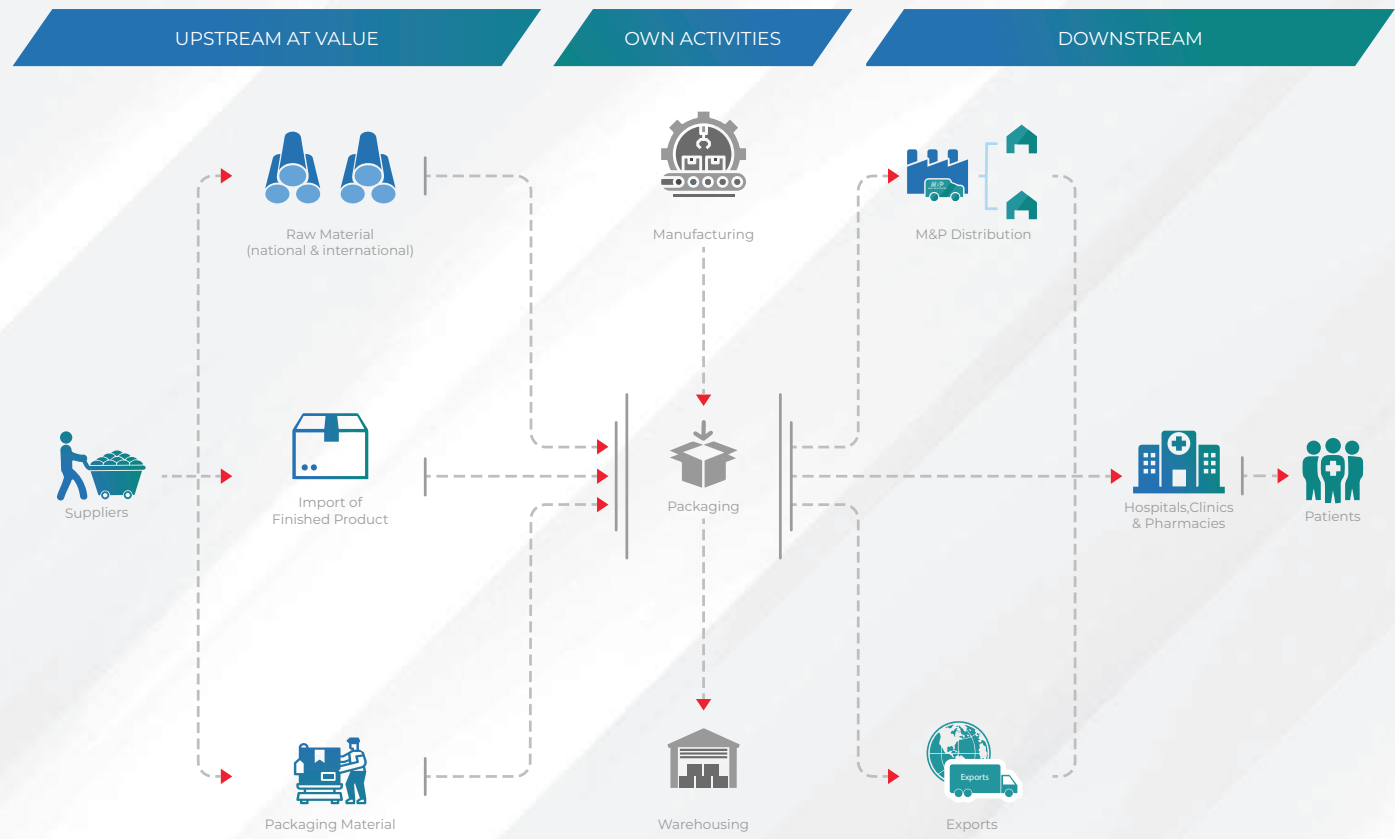 UPSTREAM AT VALUE
OWN ACTIVITIES
DOWNSTREAM
Raw Material
(national & international)
Manufacturing
M&P
M&P Distribution
Suppliers
Import of
Finished Product
Packaging
Hospitals,Clinics
& Pharmacies
Patients
Packaging Material
Warehousing
Exports
Exports